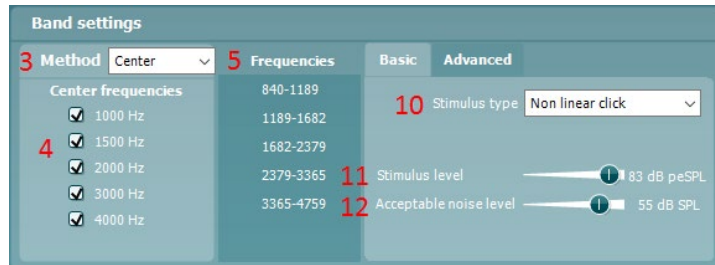 Band settings
3 Method Center 5 Frequencies Basic Advanced
Center frequencies 840-1189
1000 Hz 1189-1682 10 Stimulus type Non linear click
4 1500 Hz 1682-2379
2000 Hz 2379-3365 11 Stimulus level 83 dB peSPL
3000 Hz 3365-4759 12 Acceptable noise level 55 dB SPL
4000 Hz